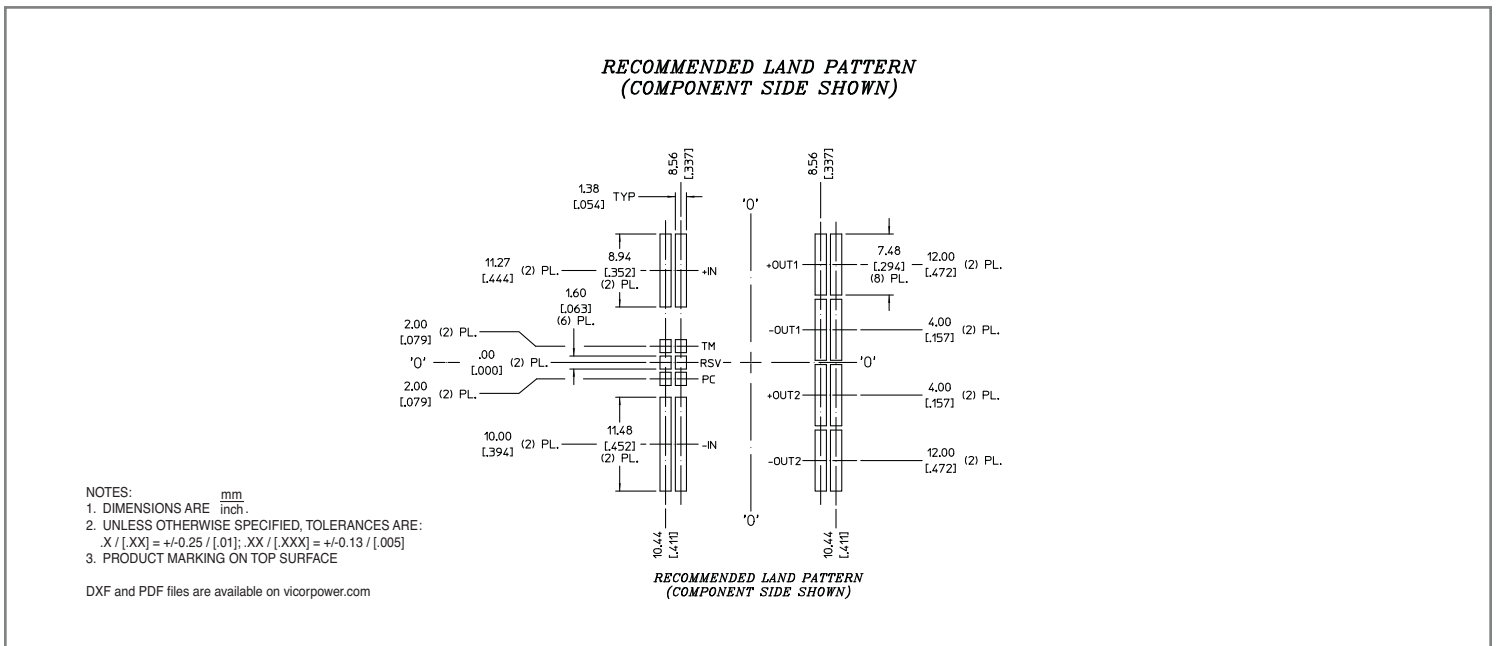 RECOMMENDED LAND PATTERN
(COMPONENT SIDE SHOWN)
8.56
[.337]
8.56
[.337]
1.38
[.054]
TYP
'0'
11.27
[.444]
(2) PL.
8.94
[.352]
(2) PL.
+IN
+OUT1
7.48
[.294]
(8) PL.
12.00
[.472]
(2) PL.
1.60
[.063]
(6) PL.
2.00
[.079]
(2) PL.
TM
-OUT1
4.00
[.157]
(2) PL.
'0'
.00
[.000]
(2) PL.
RSV
'0'
2.00
[.079]
(2) PL.
PC
+OUT2
4.00
[.157]
(2) PL.
10.00
[.394]
(2) PL.
11.48
[.452]
(2) PL.
-IN
-OUT2
12.00
[.472]
(2) PL.
'0'
10.44
[.411]
10.44
[.411]
RECOMMENDED LAND PATTERN
(COMPONENT SIDE SHOWN)
NOTES:
1. DIMENSIONS ARE mm/inch.
2. UNLESS OTHERWISE SPECIFIED, TOLERANCES ARE:
.X / [.XX] = +/-0.25 / [.01]; .XX / [.XXX] = +/-0.13 / [.005]
3. PRODUCT MARKING ON TOP SURFACE
DXF and PDF files are available on vicorpower.com